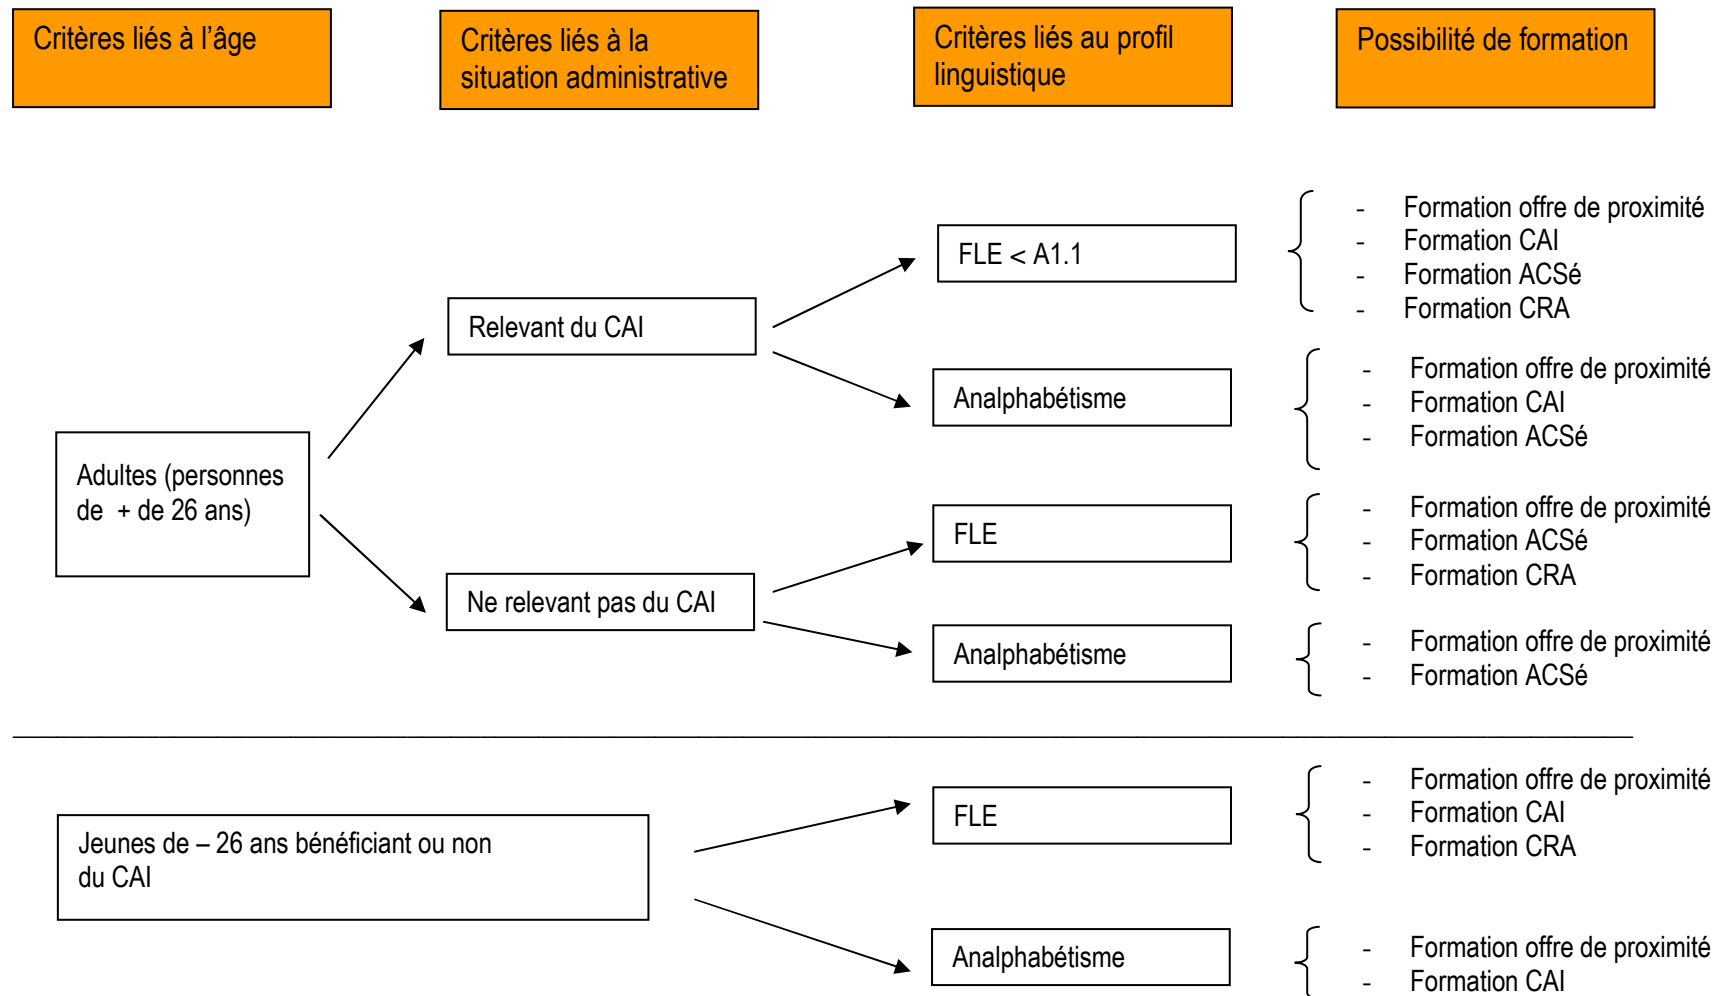 Critères liés à l’âge
Critères liés à la
situation administrative
Critères liés au profil
linguistique
Possibilité de formation
Adultes (personnes
de + de 26 ans)
Relevant du CAI
FLE < A1.1
- Formation offre de proximité
- Formation CAI
- Formation ACSé
- Formation CRA
Analphabétisme
- Formation offre de proximité
- Formation CAI
- Formation ACSé
Ne relevant pas du CAI
FLE
- Formation offre de proximité
- Formation ACSé
- Formation CRA
Analphabétisme
- Formation offre de proximité
- Formation ACSé
Jeunes de – 26 ans bénéficiant ou non
du CAI
FLE
- Formation offre de proximité
- Formation CAI
- Formation CRA
Analphabétisme
- Formation offre de proximité
- Formation CAI